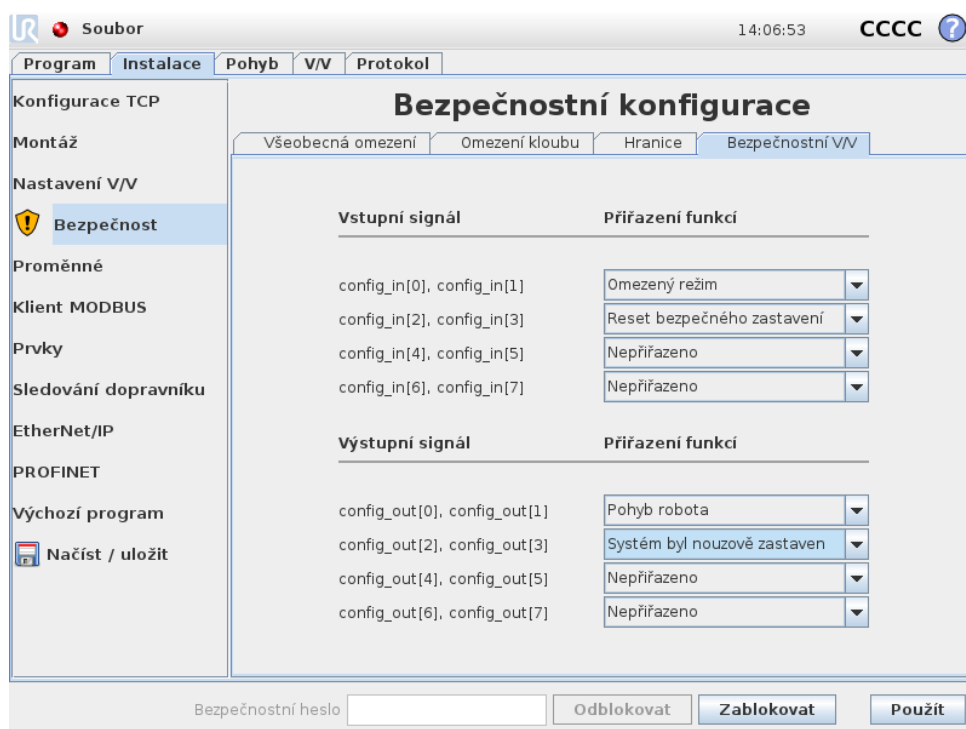 UR Soubor 14:06:53 CCCC ?
Program Instalace Pohyb V/V Protokol
Konfigurace TCP
Montáž
Nastavení V/V
Bezpečnost
Proměnné
Klient MODBUS
Prvky
Sledování dopravníku
EtherNet/IP
PROFINET
Výchozí program
Načíst / uložit
Bezpečnostní konfigurace
Všeobecná omezení Omezení kloubu Hranice Bezpečnostní V/V
Vstupní signál Přiřazení funkcí
config_in[0], config_in[1] Omezený režim
config_in[2], config_in[3] Reset bezpečného zastavení
config_in[4], config_in[5] Nepřiřazeno
config_in[6], config_in[7] Nepřiřazeno
Výstupní signál Přiřazení funkcí
config_out[0], config_out[1] Pohyb robota
config_out[2], config_out[3] Systém byl nouzově zastaven
config_out[4], config_out[5] Nepřiřazeno
config_out[6], config_out[7] Nepřiřazeno
Bezpečnostní heslo Odblokovat Zablokovat Použít